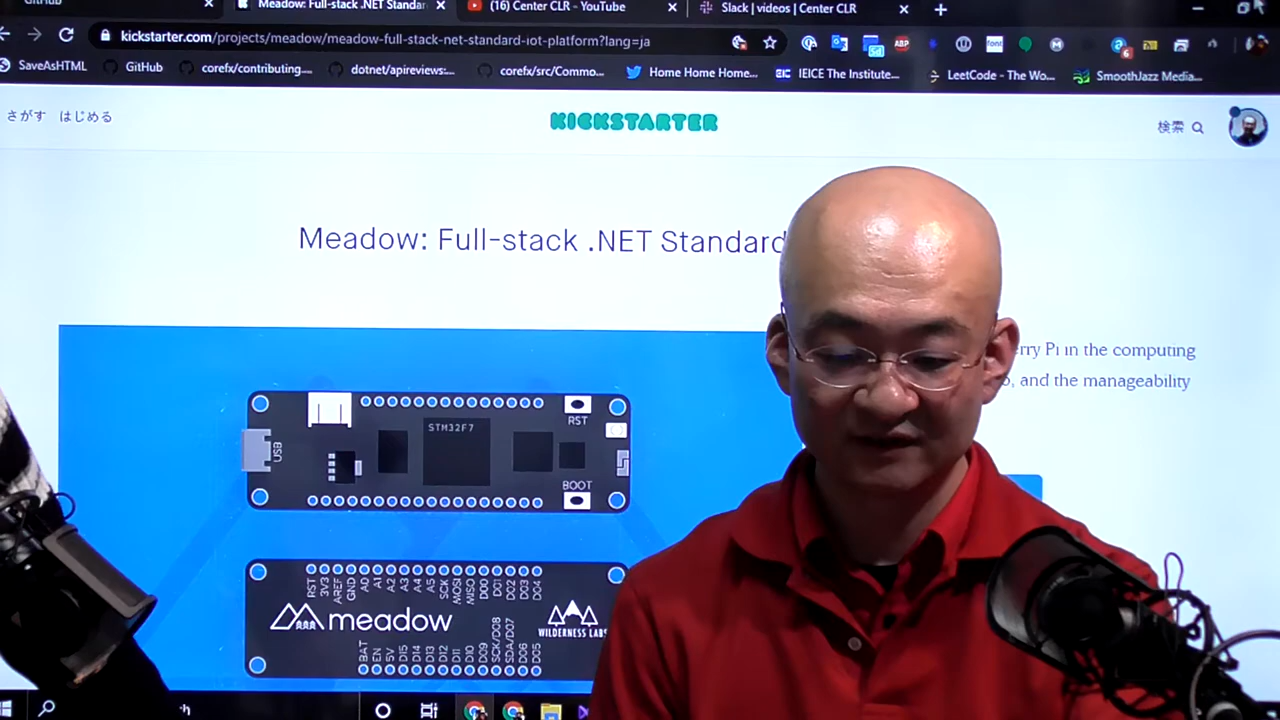 GitHub
Meadow: Full-stack .NET Standar
(16) Center CLR - YouTube
Slack | videos | Center CLR
kickstarter.com/projects/meadow/meadow-full-stack-net-standard-iot-platform?lang=ja
SaveAsHTML
GitHub
corefx/contributing...
dotnet/apireviews:...
corefx/src/Commo...
Home Home Home...
IEICE The Institute...
LeetCode - The Wo...
SmoothJazz Media...
さがす はじめる
KICKSTARTER
検索
Meadow: Full-stack .NET Standard
rry Pi in the computing
, and the manageability
STM32F7
RST
USB
BOOT
RST 3V3 AREF GND A0 A1 A2 A3 A4 A5 SCK MOSI MISO D00 D01 D02 D03 D04
meadow
WILDERNESS LABS
BAT EN 5V D15 D14 D13 D12 D11 D10 D09 SCK/D08 SDA/D07 D06 D05